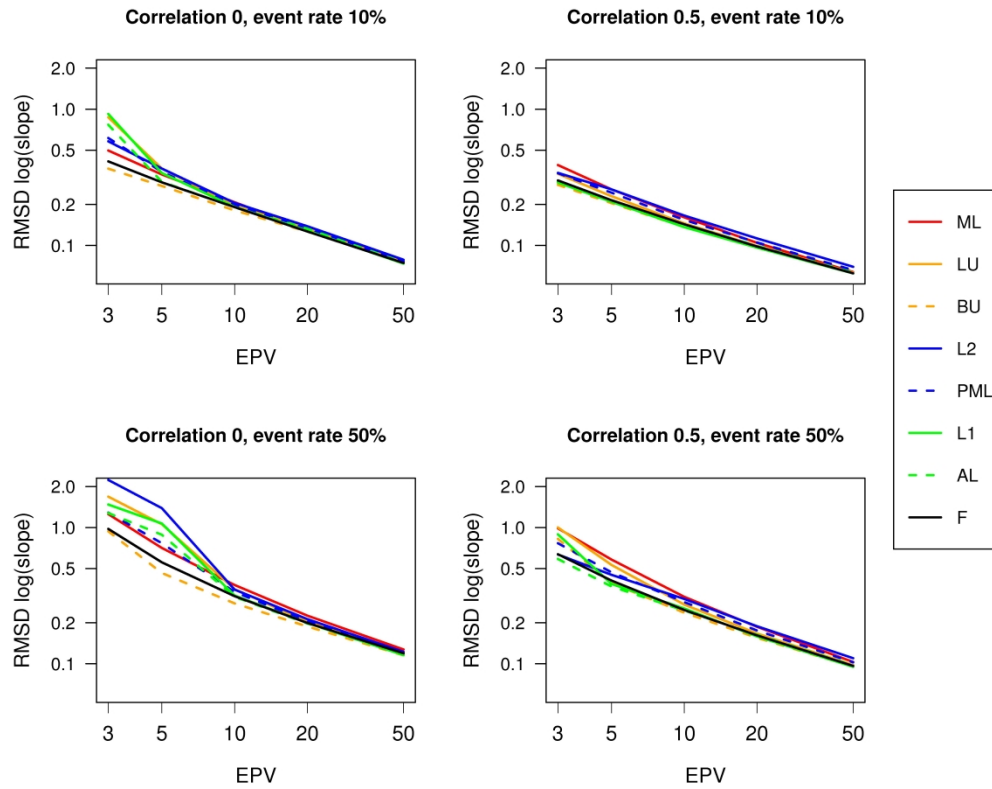 Correlation 0, event rate 10%
RMSD log(slope)
2.0
1.0
0.5
0.2
0.1
3 5 10 20 50
EPV
Correlation 0.5, event rate 10%
RMSD log(slope)
2.0
1.0
0.5
0.2
0.1
3 5 10 20 50
EPV
Correlation 0, event rate 50%
RMSD log(slope)
2.0
1.0
0.5
0.2
0.1
3 5 10 20 50
EPV
Correlation 0.5, event rate 50%
RMSD log(slope)
2.0
1.0
0.5
0.2
0.1
3 5 10 20 50
EPV
ML
LU
BU
L2
PML
L1
AL
F